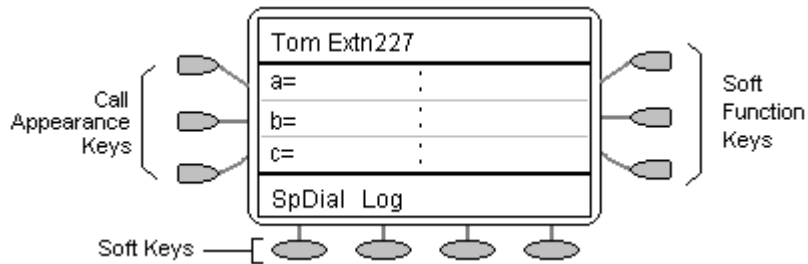 Tom Extn227
a= :
b= :
c= :
SpDial Log
Call
Appearance
Keys
Soft
Function
Keys
Soft Keys